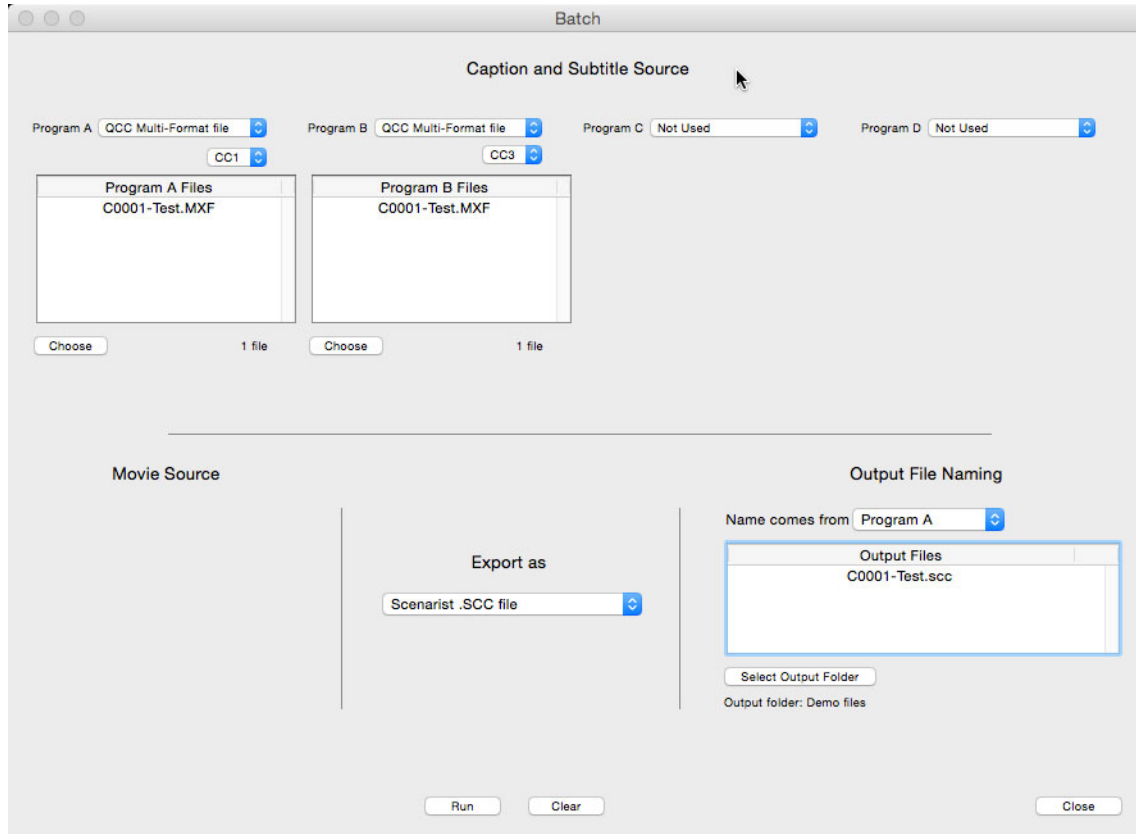 Batch
Caption and Subtitle Source
Program A QCC Multi-Format file Program B QCC Multi-Format file Program C Not Used Program D Not Used
CC1 CC3
Program A Files Program B Files
C0001-Test.MXF C0001-Test.MXF
Choose 1 file Choose 1 file
Movie Source Output File Naming
Name comes from Program A
Export as Output Files
C0001-Test.scc
Scenarist .SCC file
Select Output Folder
Output folder: Demo files
Run Clear Close